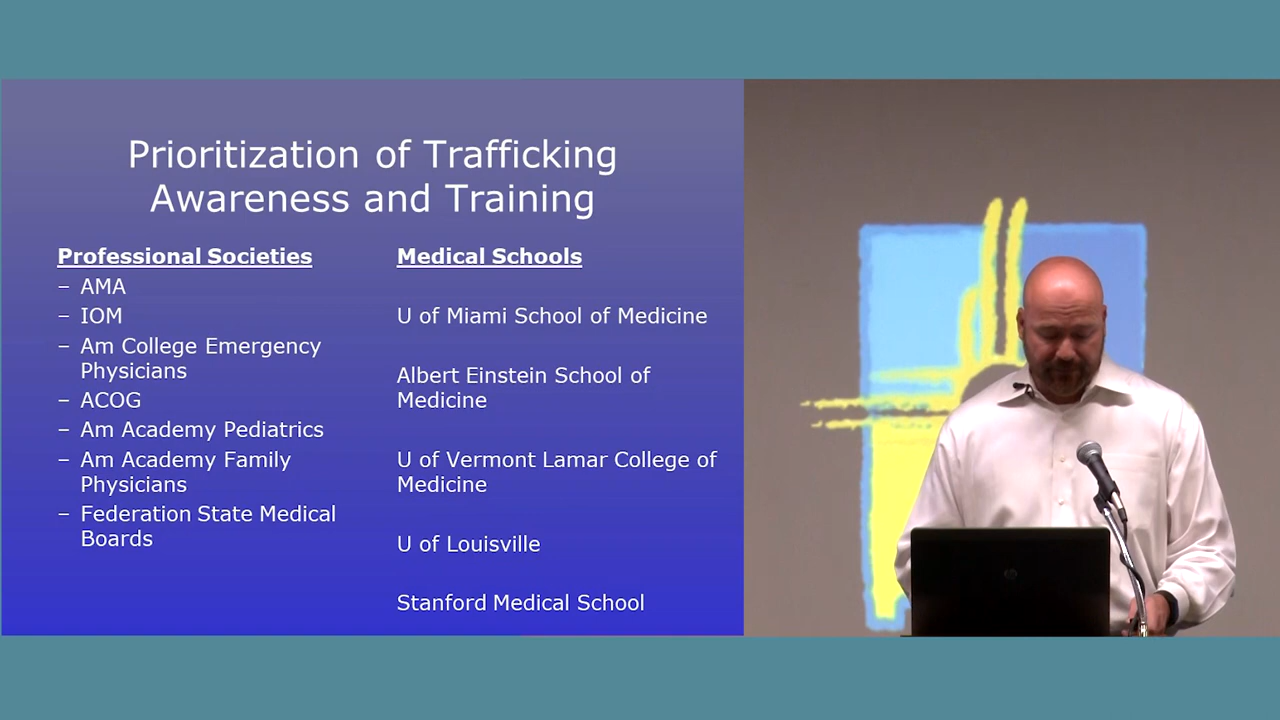 Prioritization of Trafficking
Awareness and Training
Professional Societies
– AMA
– IOM
– Am College Emergency
Physicians
– ACOG
– Am Academy Pediatrics
– Am Academy Family
Physicians
– Federation State Medical
Boards
Medical Schools
U of Miami School of Medicine
Albert Einstein School of
Medicine
U of Vermont Lamar College of
Medicine
U of Louisville
Stanford Medical School